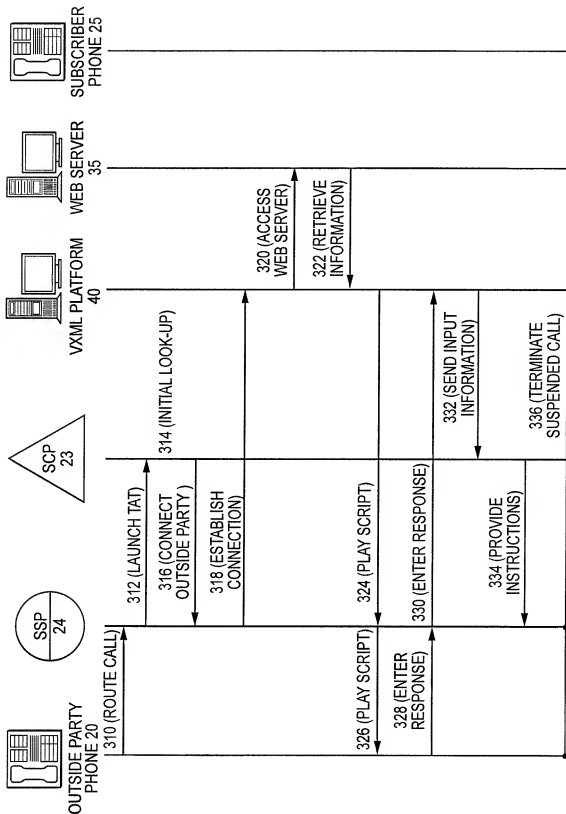 OUTSIDE PARTY
PHONE 20
SSP
24
SCP
23
VXML PLATFORM
40
WEB SERVER
35
SUBSCRIBER
PHONE 25
310 (ROUTE CALL)
312 (LAUNCH TAT)
314 (INITIAL LOOK-UP)
316 (CONNECT
OUTSIDE PARTY )
318 (ESTABLISH
CONNECTION)
320 (ACCESS
WEB SERVER)
322 (RETRIEVE
INFORMATION)
324 (PLAY SCRIPT)
326 (PLAY SCRIPT)
328 (ENTER
RESPONSE)
330 (ENTER RESPONSE)
332 (SEND INPUT
INFORMATION)
334 (PROVIDE
INSTRUCTIONS)
336 (TERMINATE
SUSPENDED CALL)